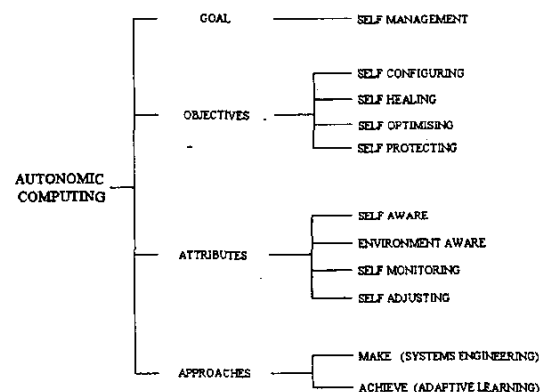 GOAL
SELF MANAGEMENT
OBJECTIVES
SELF CONFIGURING
SELF HEALING
SELF OPTIMISING
SELF PROTECTING
AUTONOMIC
COMPUTING
ATTRIBUTES
SELF AWARE
ENVIRONMENT AWARE
SELF MONITORING
SELF ADJUSTING
APPROACHES
MAKE (SYSTEMS ENGINEERING)
ACHIEVE (ADAPTIVE LEARNING)